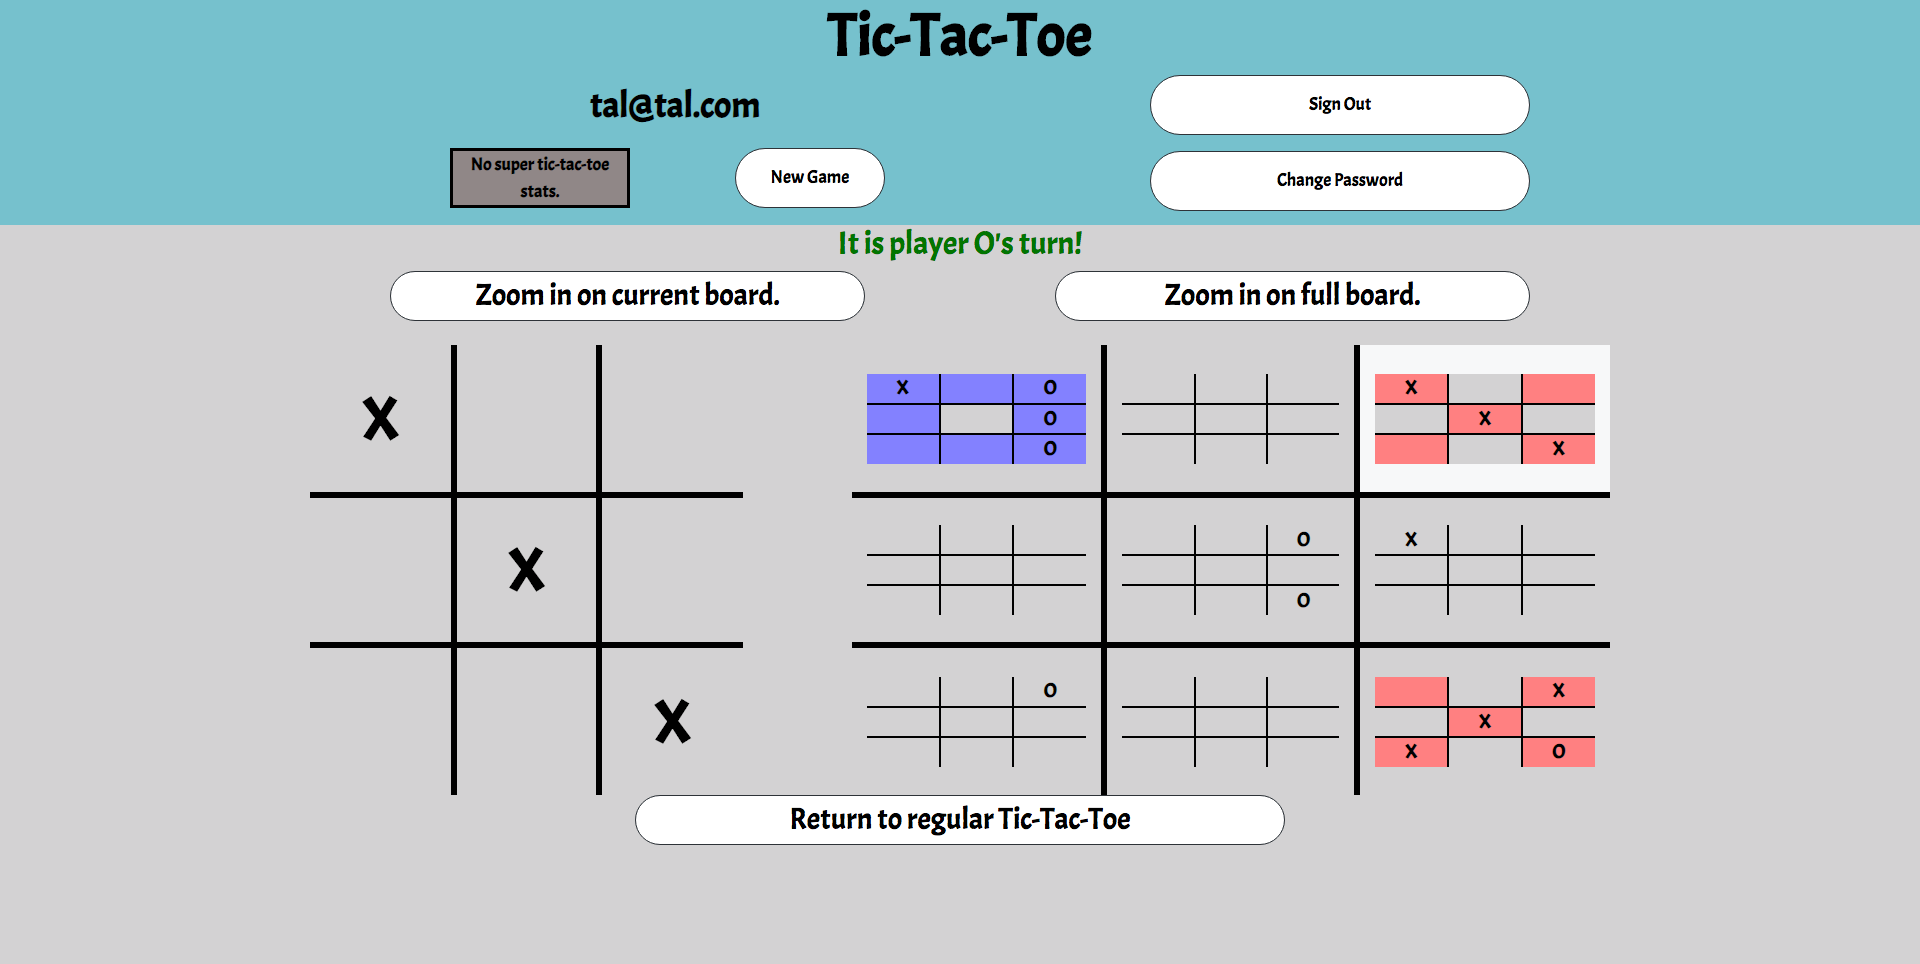 Tic-Tac-Toe
tal@tal.com
Sign Out
No super tic-tac-toe
stats.
New Game
Change Password
It is player O's turn!
Zoom in on current board.
Zoom in on full board.
X
X
X
X O
O
O
X
X
X
O
O
X
O
X
X
X O
Return to regular Tic-Tac-Toe